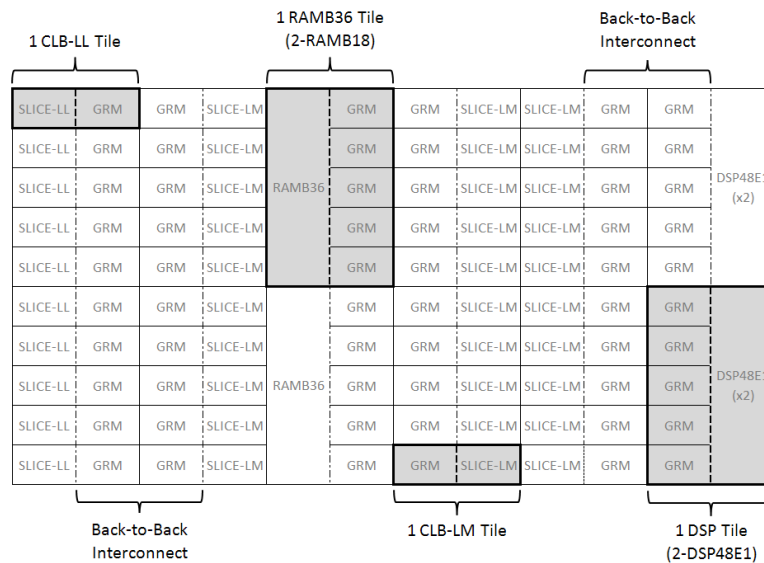 1 CLB-LL Tile
1 RAMB36 Tile
(2-RAMB18)
Back-to-Back
Interconnect
SLICE-LL GRM GRM SLICE-LM GRM GRM SLICE-LM SLICE-LM GRM GRM
SLICE-LL GRM GRM SLICE-LM GRM GRM SLICE-LM SLICE-LM GRM GRM
SLICE-LL GRM GRM SLICE-LM RAMB36 GRM GRM SLICE-LM SLICE-LM GRM GRM DSP48E1
(x2)
SLICE-LL GRM GRM SLICE-LM GRM GRM SLICE-LM SLICE-LM GRM GRM
SLICE-LL GRM GRM SLICE-LM GRM GRM SLICE-LM SLICE-LM GRM GRM
SLICE-LL GRM GRM SLICE-LM GRM GRM SLICE-LM SLICE-LM GRM GRM
SLICE-LL GRM GRM SLICE-LM GRM GRM SLICE-LM SLICE-LM GRM GRM
SLICE-LL GRM GRM SLICE-LM RAMB36 GRM GRM SLICE-LM SLICE-LM GRM GRM DSP48E1
(x2)
SLICE-LL GRM GRM SLICE-LM GRM GRM SLICE-LM SLICE-LM GRM GRM
SLICE-LL GRM GRM SLICE-LM GRM GRM SLICE-LM SLICE-LM GRM GRM
Back-to-Back
Interconnect
1 CLB-LM Tile
1 DSP Tile
(2-DSP48E1)